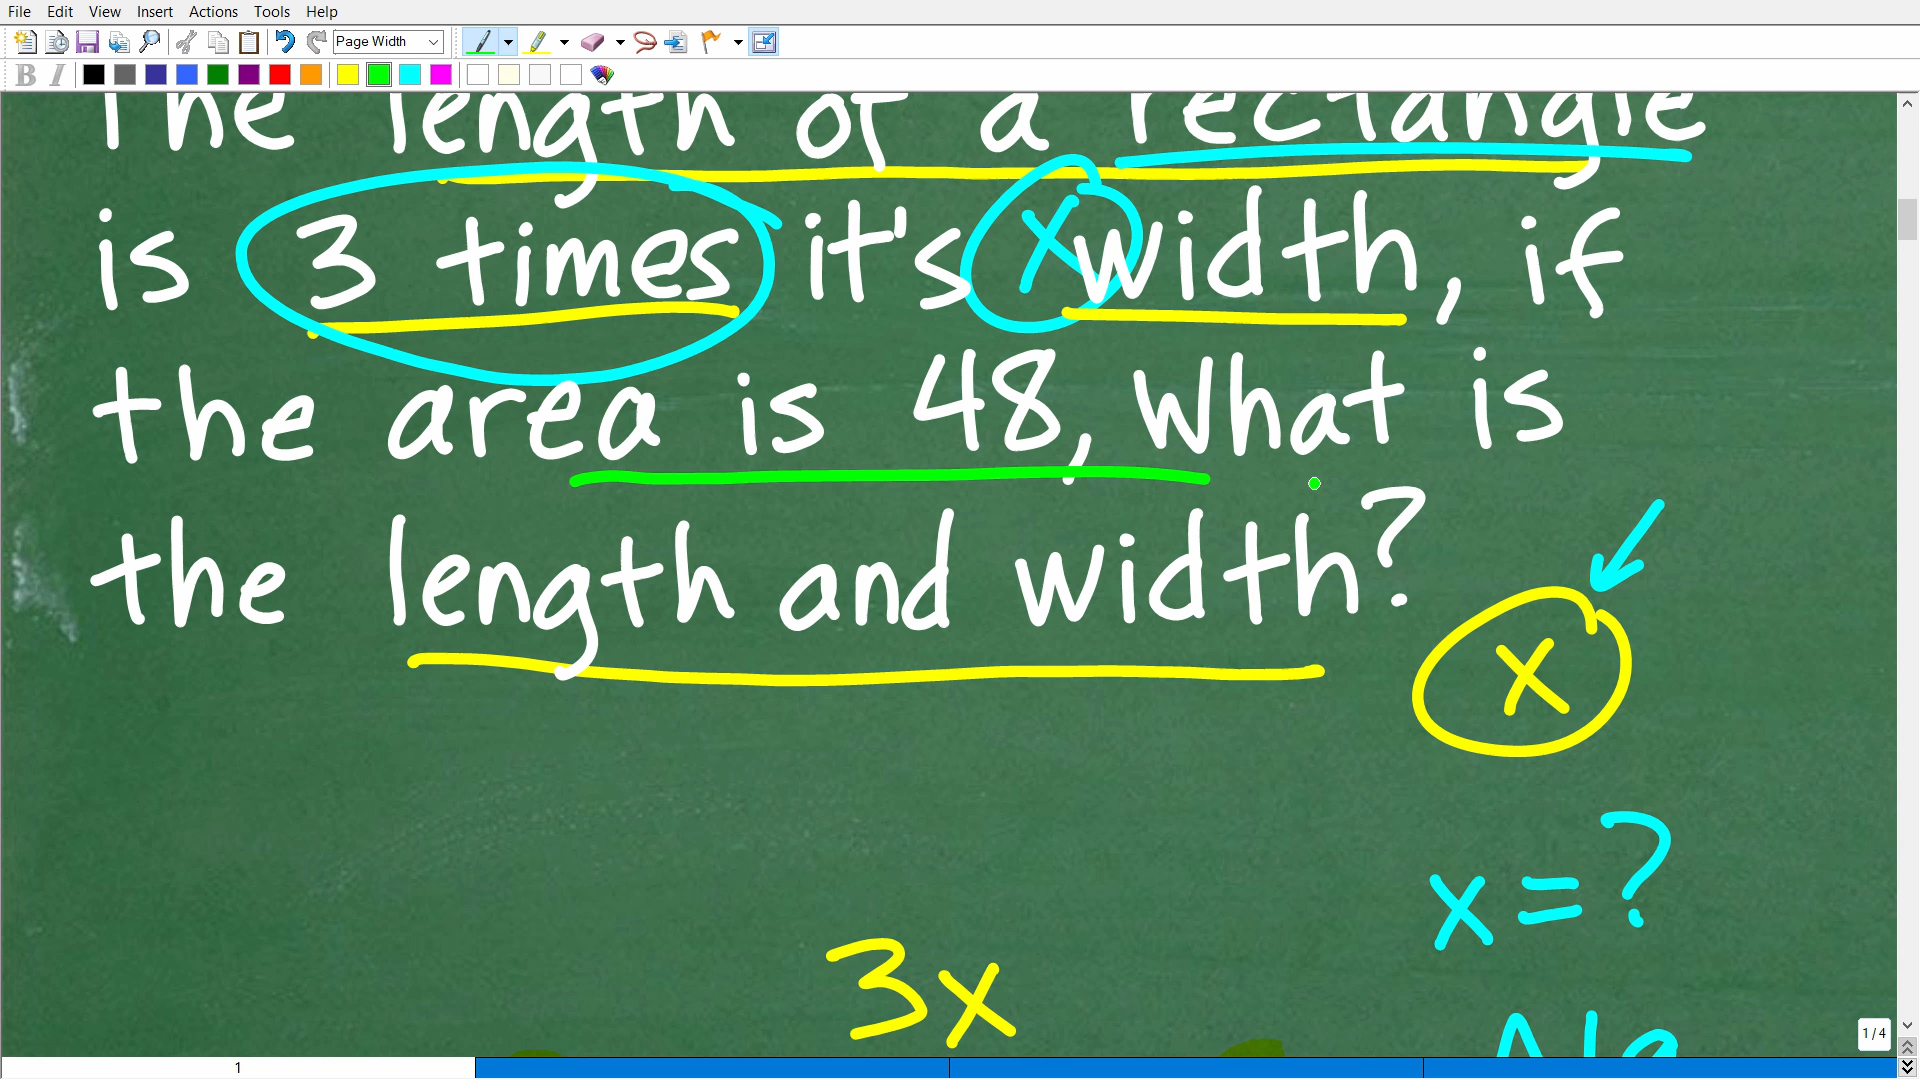 File Edit View Insert Actions Tools Help
Page Width
B I
The length of a rectangle
is 3 times it's x width, if
the area is 48, what is
the length and width?
x
x = ?
3x
1 / 4
1